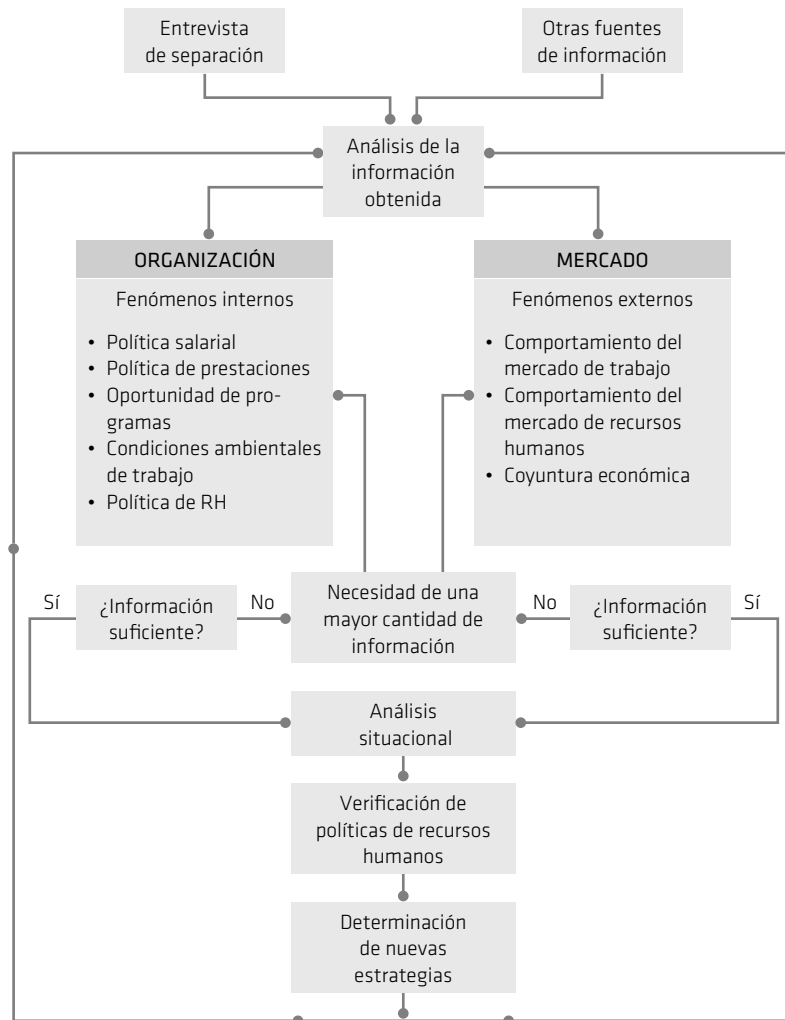 Entrevista
de separación
Otras fuentes
de información
Análisis de la
información
obtenida
ORGANIZACIÓN
Fenómenos internos
• Política salarial
• Política de prestaciones
• Oportunidad de pro-
gramas
• Condiciones ambientales
de trabajo
• Política de RH
MERCADO
Fenómenos externos
• Comportamiento del
mercado de trabajo
• Comportamiento del
mercado de recursos
humanos
• Coyuntura económica
Sí
¿Información
suficiente?
No
Necesidad de una
mayor cantidad de
información
No
¿Información
suficiente?
Sí
Análisis
situacional
Verificación de
políticas de recursos
humanos
Determinación
de nuevas
estrategias